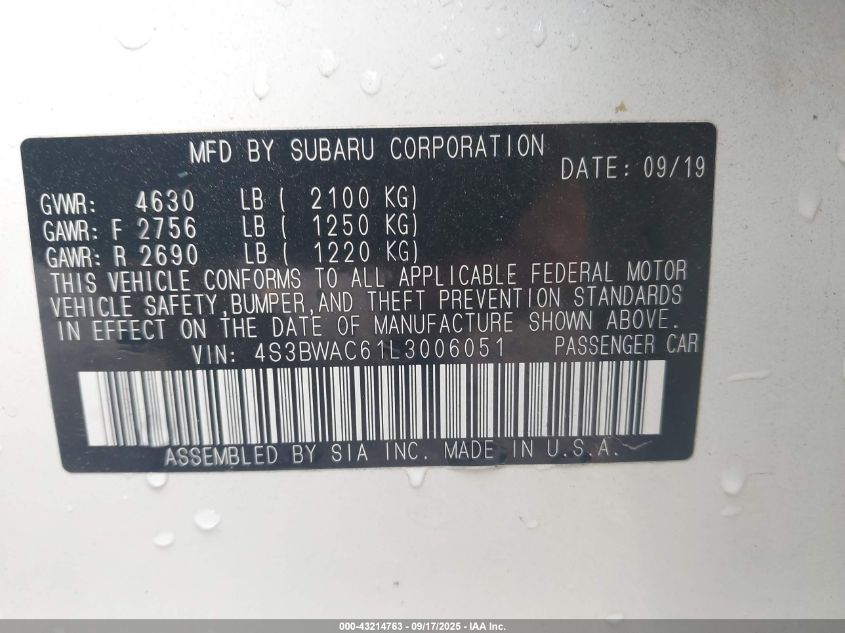 MFD BY SUBARU CORPORATION
DATE: 09/19
GVWR: 4630 LB ( 2100 KG)
GAWR: F 2756 LB ( 1250 KG)
GAWR: R 2690 LB ( 1220 KG)
THIS VEHICLE CONFORMS TO ALL APPLICABLE FEDERAL MOTOR
VEHICLE SAFETY,BUMPER,AND THEFT PREVENTION STANDARDS
IN EFFECT ON THE DATE OF MANUFACTURE SHOWN ABOVE.
VIN: 4S3BWAC61L3006051 PASSENGER CAR
ASSEMBLED BY SIA INC. MADE IN U.S.A.
000-43214763 - 09/17/2025 - IAA Inc.